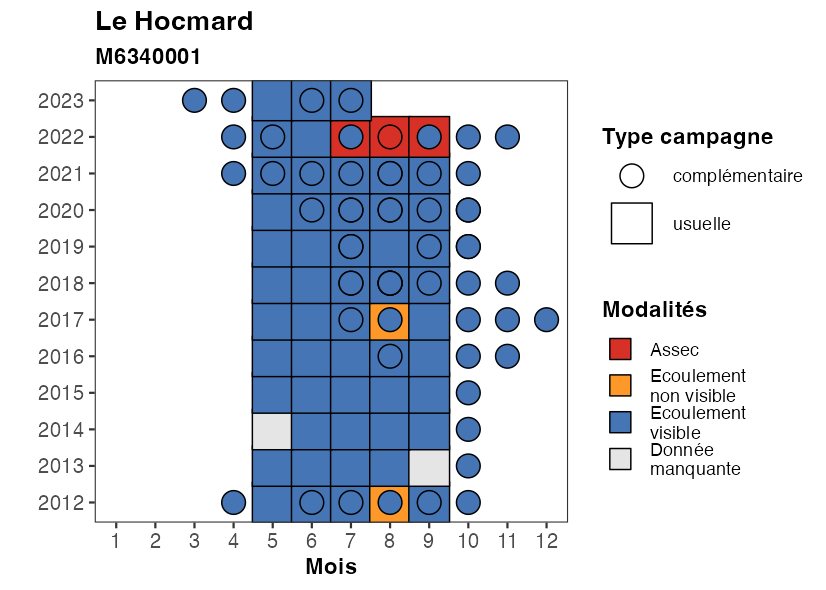 Le Hocmard
M6340001
2023
2022
2021
2020
2019
2018
2017
2016
2015
2014
2013
2012
1 2 3 4 5 6 7 8 9 10 11 12
Mois
Type campagne
complémentaire
usuelle
Modalités
Assec
Ecoulement
non visible
Ecoulement
visible
Donnée
manquante